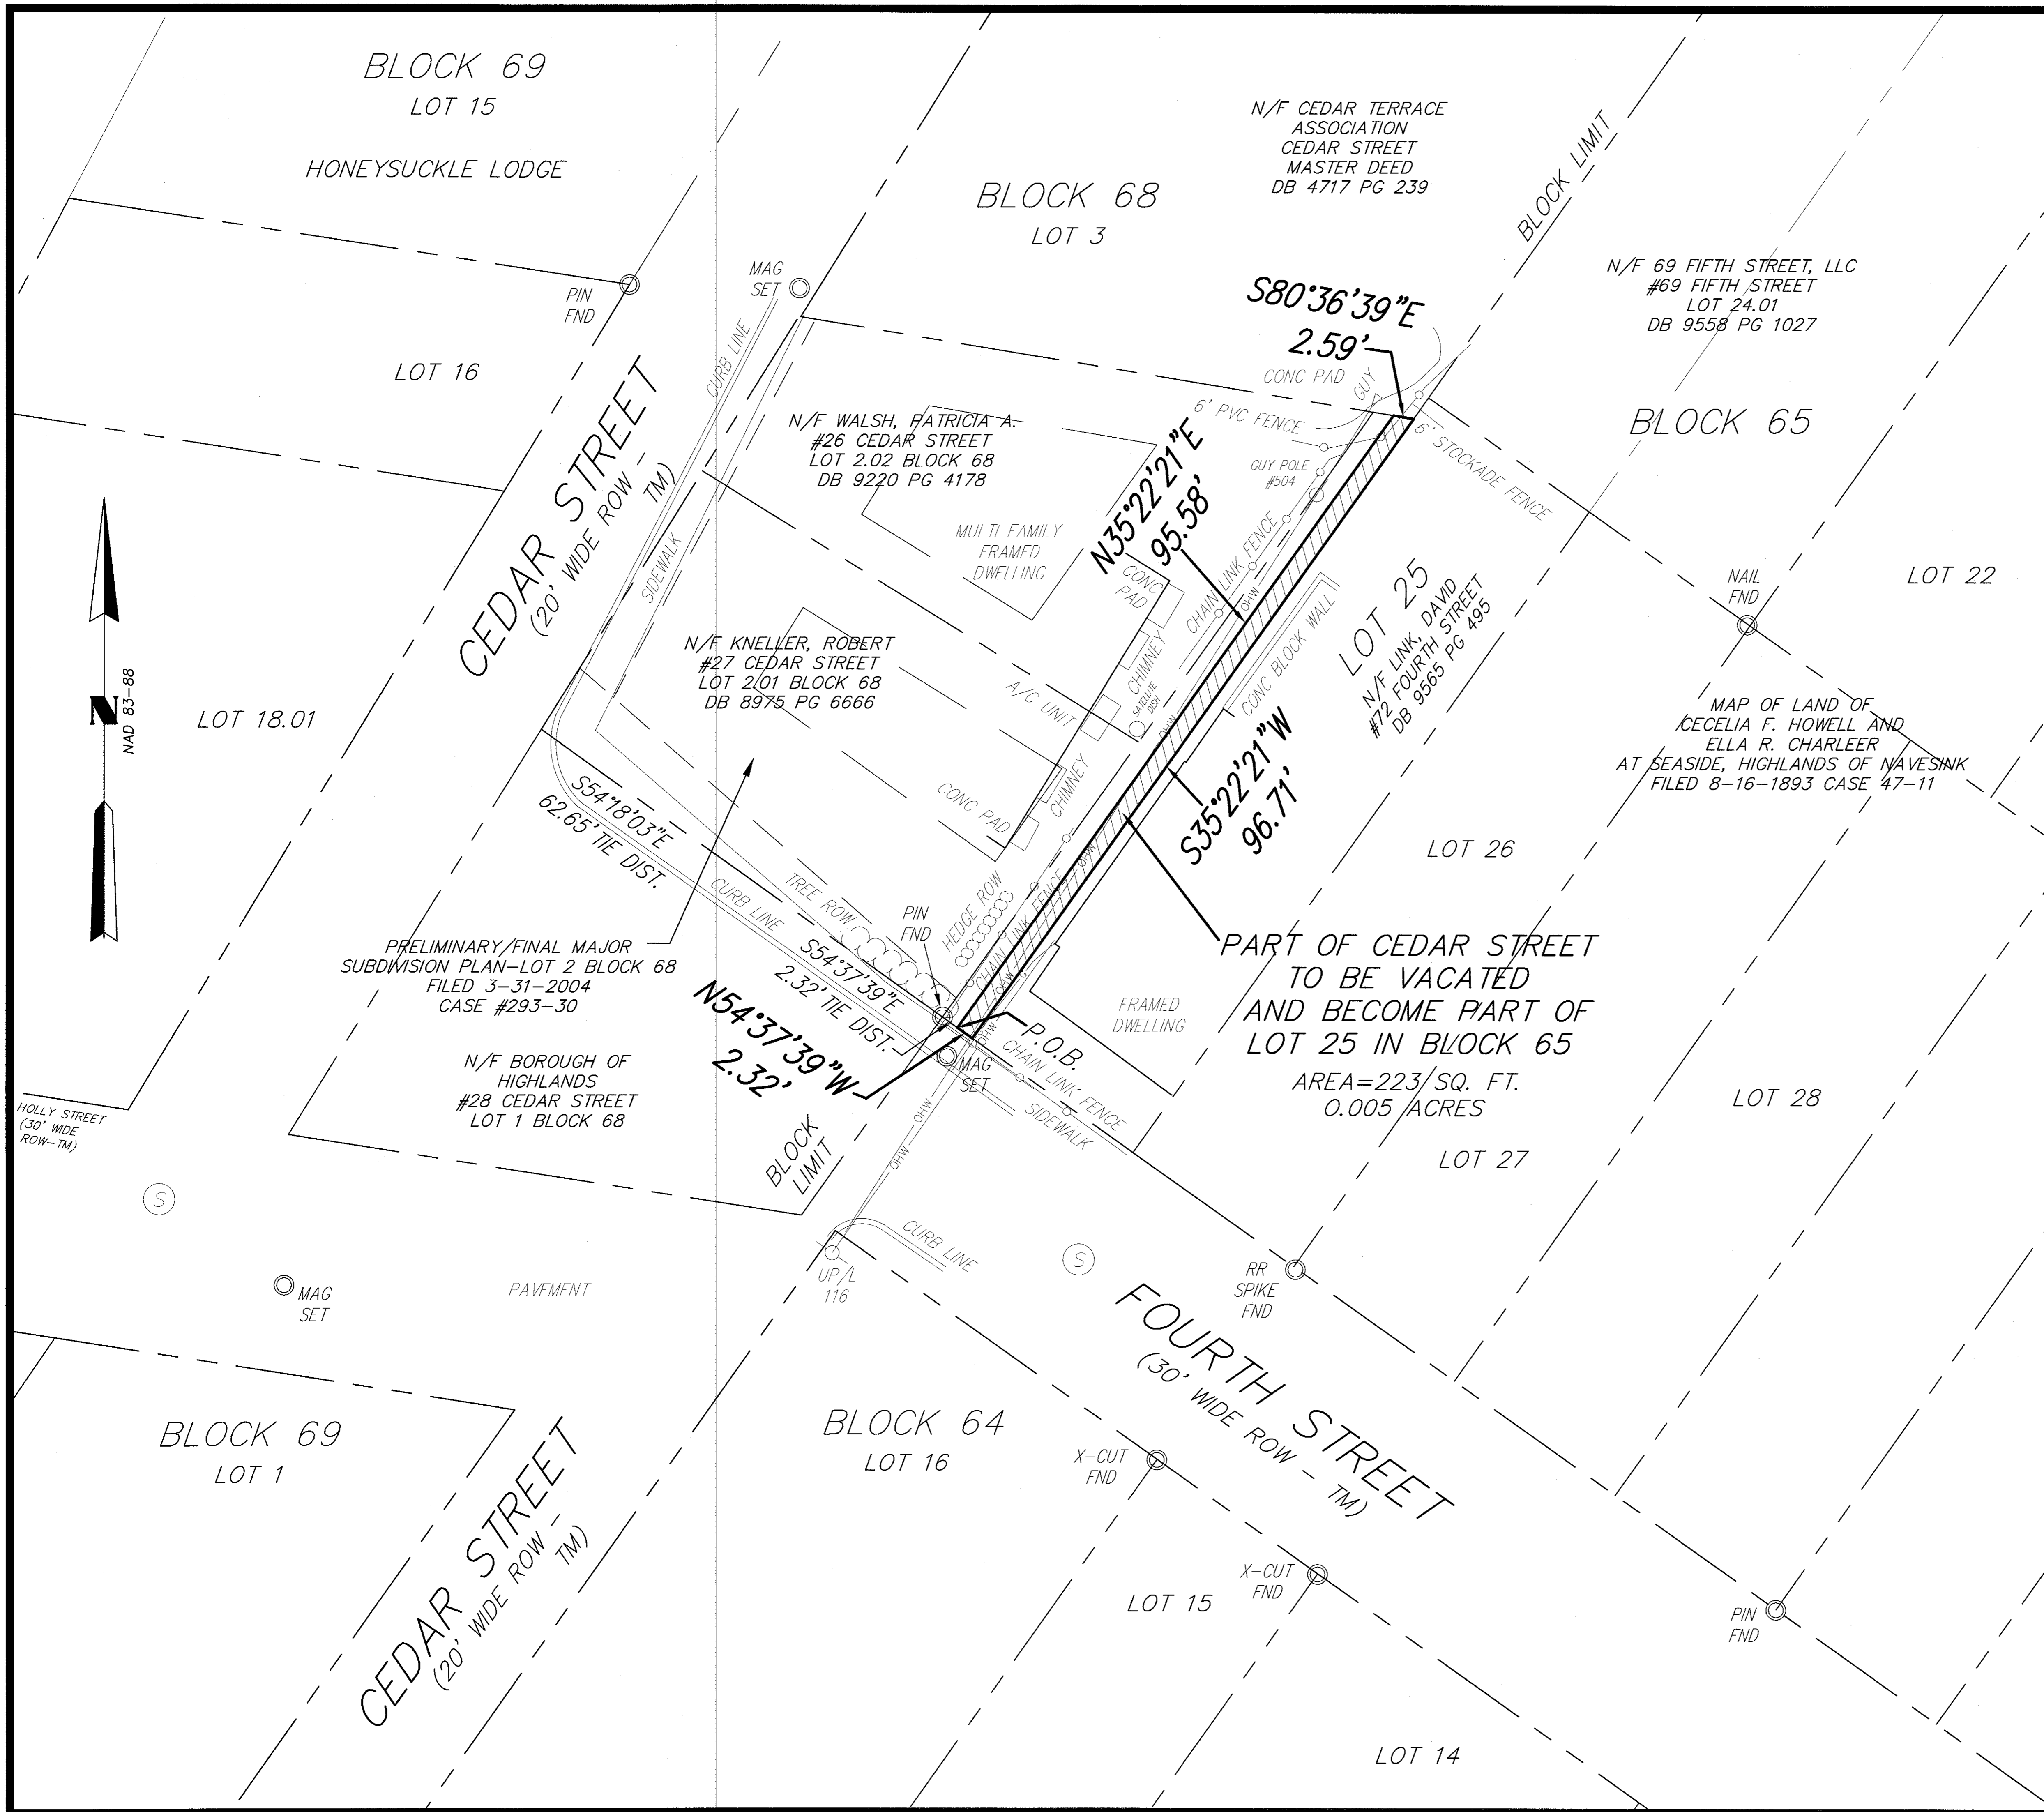 BLOCK 69
LOT 15
HONEYSUCKLE LODGE
N/F CEDAR TERRACE
ASSOCIATION
CEDAR STREET
MASTER DEED
DB 4717 PG 239
BLOCK LIMIT
BLOCK 68
LOT 3
MAG
SET
PIN
FND
N/F 69 FIFTH STREET, LLC
#69 FIFTH STREET
LOT 24.01
DB 9558 PG 1027
S80°36'39"E
2.59'
CONC PAD
GUY
6' PVC FENCE
6' STOCKADE FENCE
BLOCK 65
LOT 16
CURB LINE
SIDEWALK
CEDAR STREET
(20' WIDE ROW -
TM)
N/F WALSH, PATRICIA A.
#26 CEDAR STREET
LOT 2.02 BLOCK 68
DB 9220 PG 4178
MULTI FAMILY
FRAMED
DWELLING
N35°22'21"E
95.58'
GUY POLE
#504
CHAIN LINK FENCE
OHW
CONC
PAD
CHIMNEY
SATELLITE
DISH
OHW
CONC BLOCK WALL
LOT 25
N/F LINK, DAVID
#72 FOURTH STREET
DB 9565 PG 495
NAIL
FND
LOT 22
N
NAD 83-88
LOT 18.01
N/F KNELLER, ROBERT
#27 CEDAR STREET
LOT 2.01 BLOCK 68
DB 8975 PG 6666
A/C UNIT
CHIMNEY
CONC PAD
MAP OF LAND OF
CECELIA F. HOWELL AND
ELLA R. CHARLEER
AT SEASIDE, HIGHLANDS OF NAVESINK
FILED 8-16-1893 CASE 47-11
S35°22'21"W
96.71'
S54°18'03"E
62.65' TIE DIST.
CURB LINE
TREE ROW
HEDGE ROW
CHAIN LINK FENCE
OHW
OHW
LOT 26
PIN
FND
S54°37'39"E
2.32' TIE DIST.
PRELIMINARY/FINAL MAJOR
SUBDIVISION PLAN-LOT 2 BLOCK 68
FILED 3-31-2004
CASE #293-30
PART OF CEDAR STREET
TO BE VACATED
AND BECOME PART OF
LOT 25 IN BLOCK 65
AREA=223 SQ. FT.
0.005 ACRES
N54°37'39"W
2.32'
P.O.B.
OHW
MAG
SET
CHAIN LINK FENCE
SIDEWALK
FRAMED
DWELLING
N/F BOROUGH OF
HIGHLANDS
#28 CEDAR STREET
LOT 1 BLOCK 68
HOLLY STREET
(30' WIDE
ROW-TM)
BLOCK
LIMIT
OHW
OHW
LOT 28
LOT 27
S
MAG
SET
PAVEMENT
UP/L
116
CURB LINE
S
RR
SPIKE
FND
FOURTH STREET
(30' WIDE ROW - TM)
BLOCK 69
LOT 1
CEDAR STREET
(20' WIDE ROW -
TM)
BLOCK 64
LOT 16
X-CUT
FND
X-CUT
FND
LOT 15
PIN
FND
LOT 14